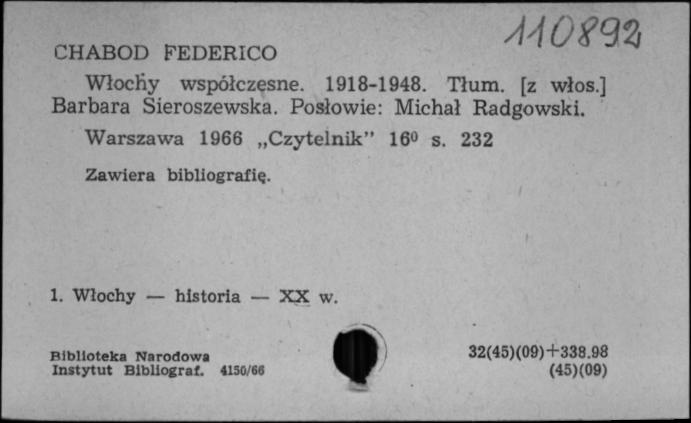 110892
CHABOD FEDERICO
Włochy współczesne. 1918-1948. Tłum. [z włos.]
Barbara Sieroszewska. Posłowie: Michał Radgowski.
Warszawa 1966 „Czytelnik” 16⁰ s. 232
Zawiera bibliografię.
1. Włochy — historia — XX w.
Biblioteka Narodowa
Instytut Bibliograf. 4150/66
32(45)(09)+338.98
(45)(09)